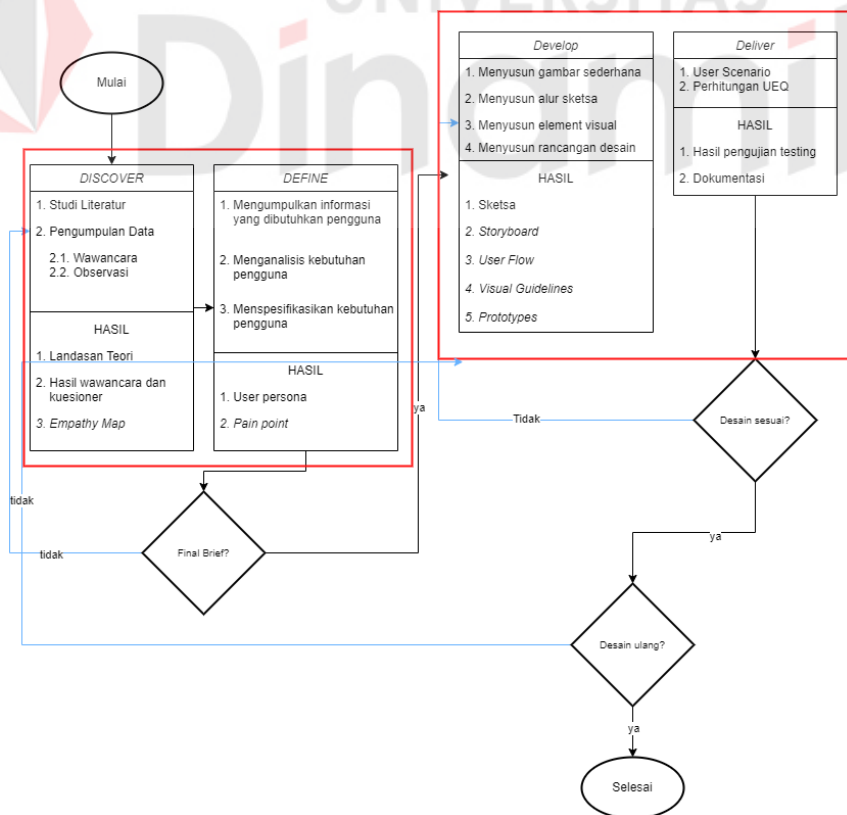 UNIVERSITAS
Dinamika
Mulai
DISCOVER
1. Studi Literatur
2. Pengumpulan Data
2.1. Wawancara
2.2. Observasi
HASIL
1. Landasan Teori
2. Hasil wawancara dan
kuesioner
3. Empathy Map
DEFINE
1. Mengumpulkan informasi
yang dibutuhkan pengguna
2. Menganalisis kebutuhan
pengguna
3. Menspesifikasikan kebutuhan
pengguna
HASIL
1. User persona
2. Pain point
Final Brief?
tidak
tidak
ya
Develop
1. Menyusun gambar sederhana
2. Menyusun alur sketsa
3. Menyusun element visual
4. Menyusun rancangan desain
HASIL
1. Sketsa
2. Storyboard
3. User Flow
4. Visual Guidelines
5. Prototypes
Deliver
1. User Scenario
2. Perhitungan UEQ
HASIL
1. Hasil pengujian testing
2. Dokumentasi
Desain sesuai?
Tidak
ya
Desain ulang?
ya
Selesai